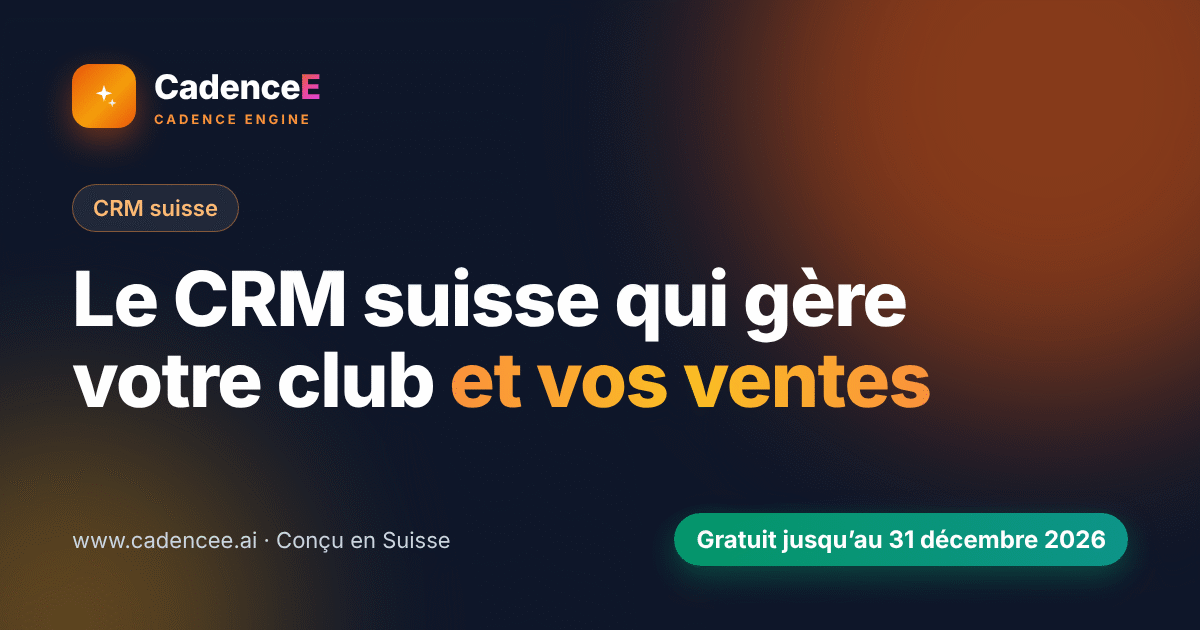 CadenceE
CADENCE ENGINE
CRM suisse
Le CRM suisse qui gère
votre club et vos ventes
www.cadencee.ai · Conçu en Suisse
Gratuit jusqu’au 31 décembre 2026